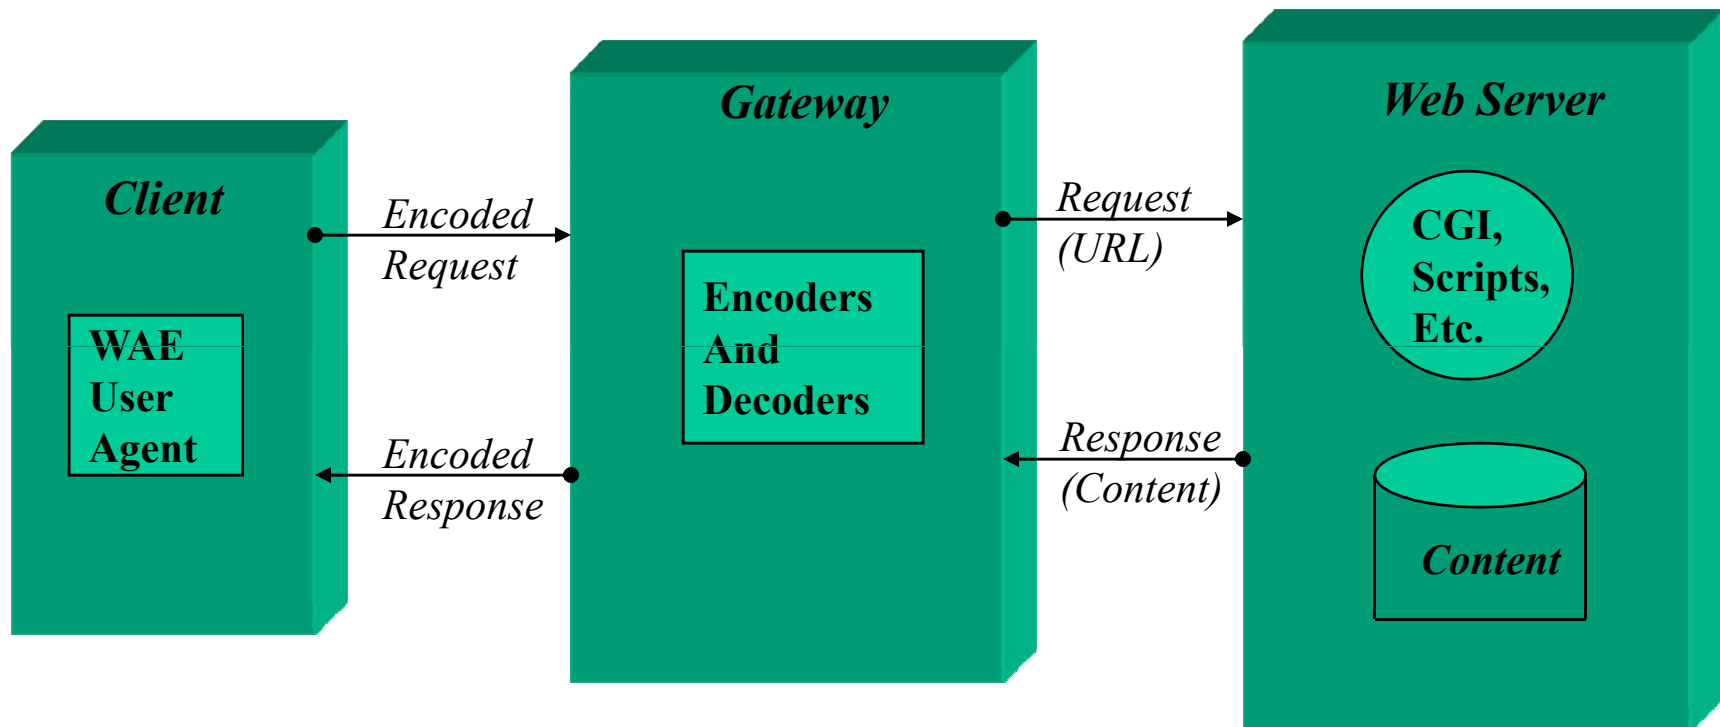 Client
WAE
User
Agent
Encoded
Request
Encoded
Response
Gateway
Encoders
And
Decoders
Request
(URL)
Response
(Content)
Web Server
CGI,
Scripts,
Etc.
Content